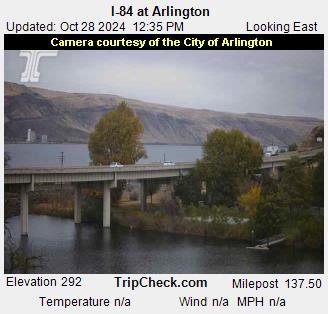 I-84 at Arlington
Updated: Oct 28 2024 12:35 PM Looking East
Camera courtesy of the City of Arlington
Elevation 292 TripCheck.com Milepost 137.50
Temperature n/a Wind n/a MPH n/a